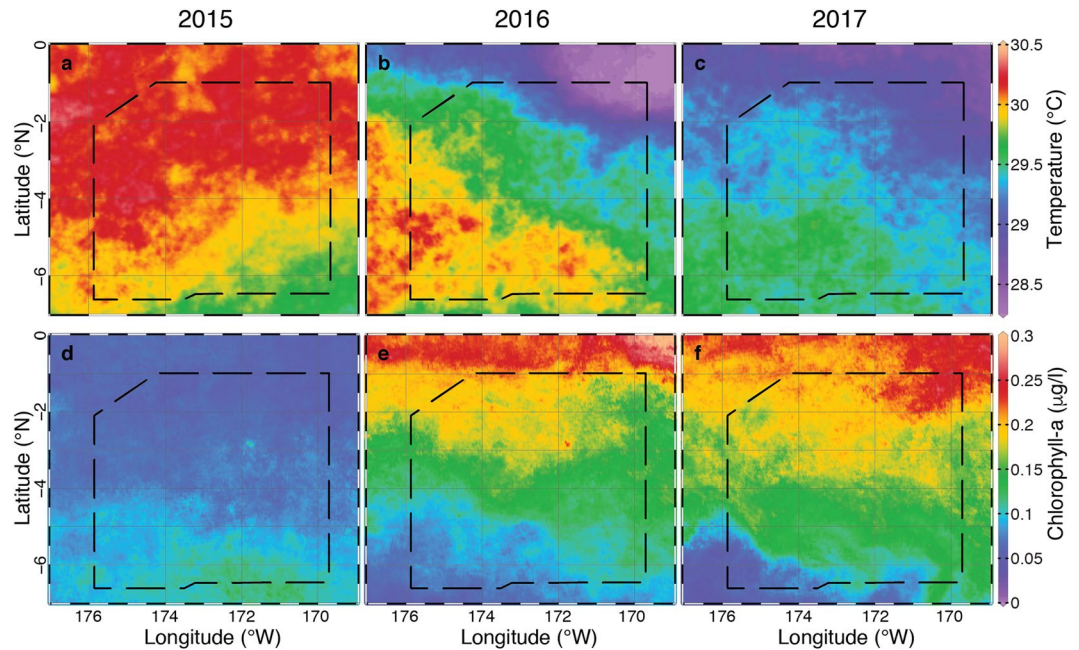 2015 2016 2017
a b c
0
−2
−4
−6
Latitude (°N)
30.5
30
29.5
29
28.5
Temperature (°C)
d e f
0
−2
−4
−6
Latitude (°N)
0.3
0.25
0.2
0.15
0.1
0.05
0
Chlorophyll-a (µg/l)
176 174 172 170 176 174 172 170 176 174 172 170
Longitude (°W) Longitude (°W) Longitude (°W)